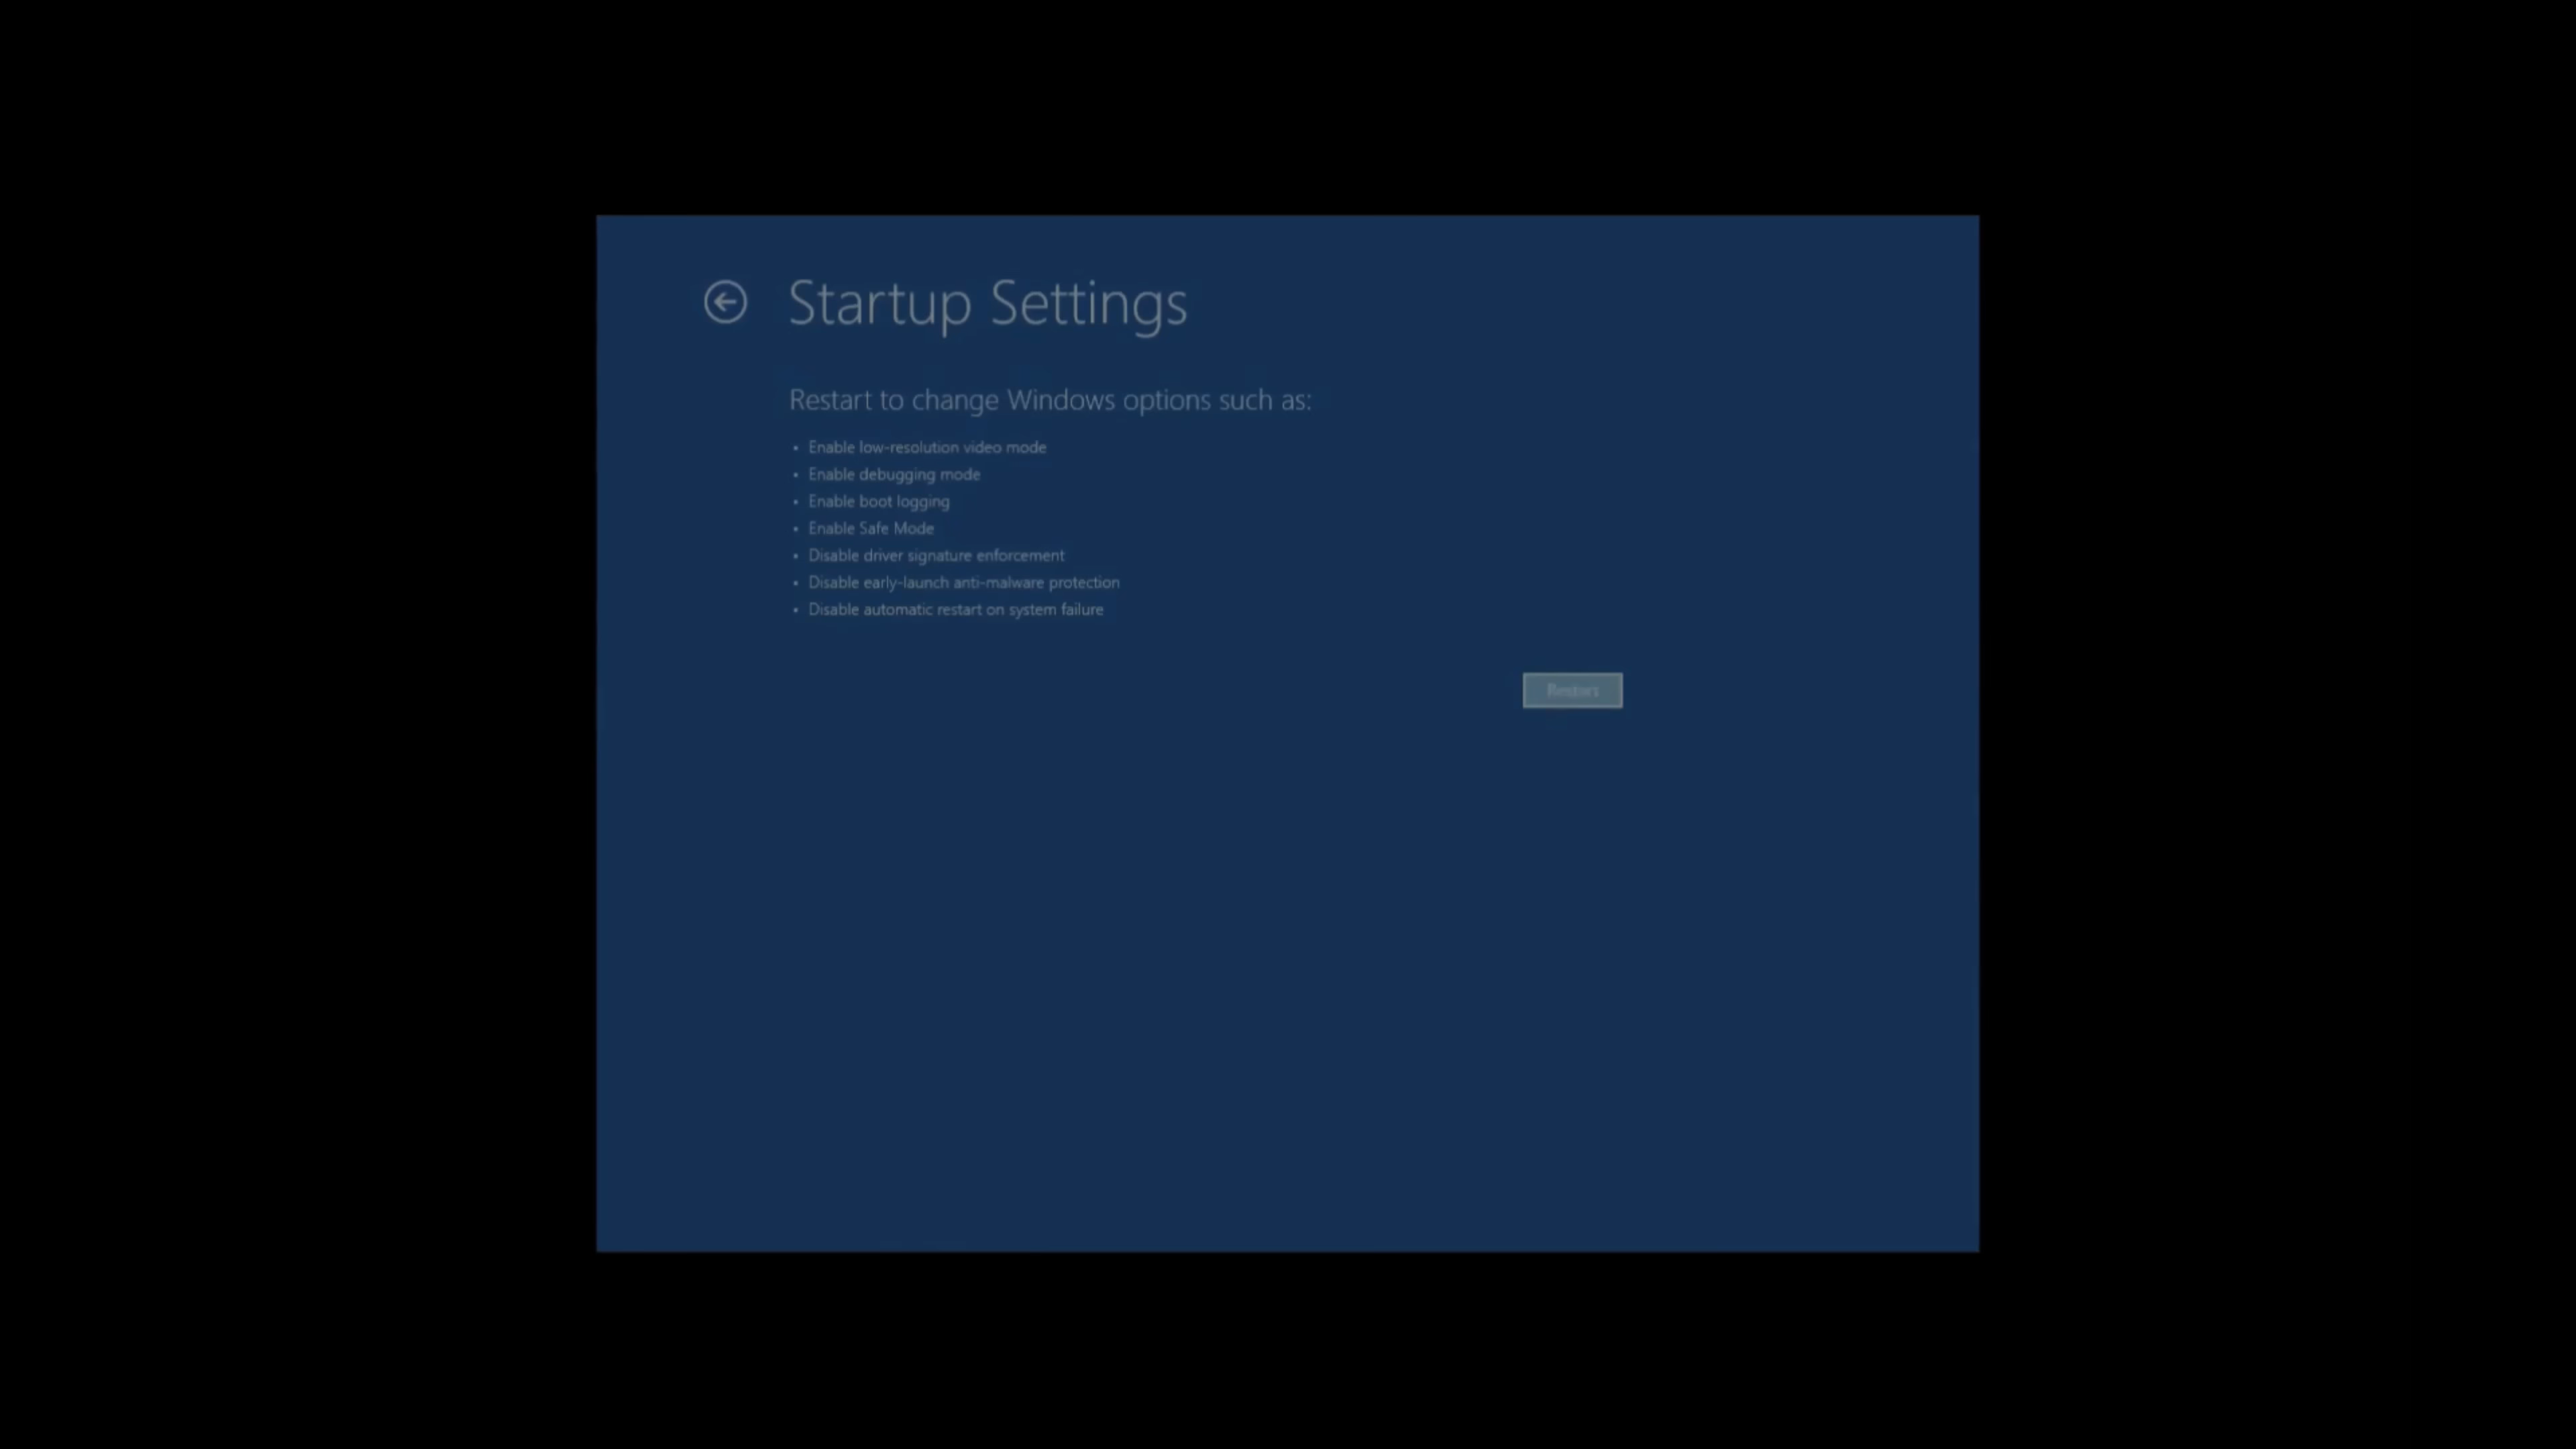 Startup Settings
Restart to change Windows options such as:
• Enable low-resolution video mode
• Enable debugging mode
• Enable boot logging
• Enable Safe Mode
• Disable driver signature enforcement
• Disable early-launch anti-malware protection
• Disable automatic restart on system failure
Restart